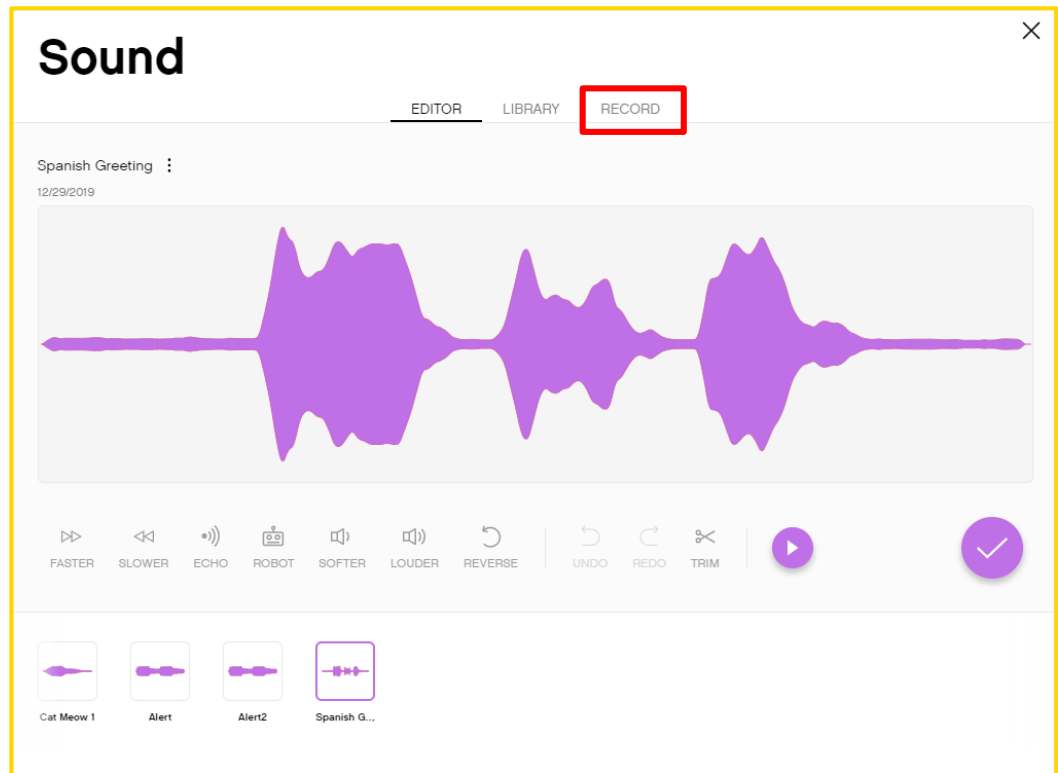 Sound
EDITOR LIBRARY RECORD
Spanish Greeting
12/29/2019
FASTER SLOWER ECHO ROBOT SOFTER LOUDER REVERSE UNDO REDO TRIM
Cat Meow 1 Alert Alert2 Spanish G...